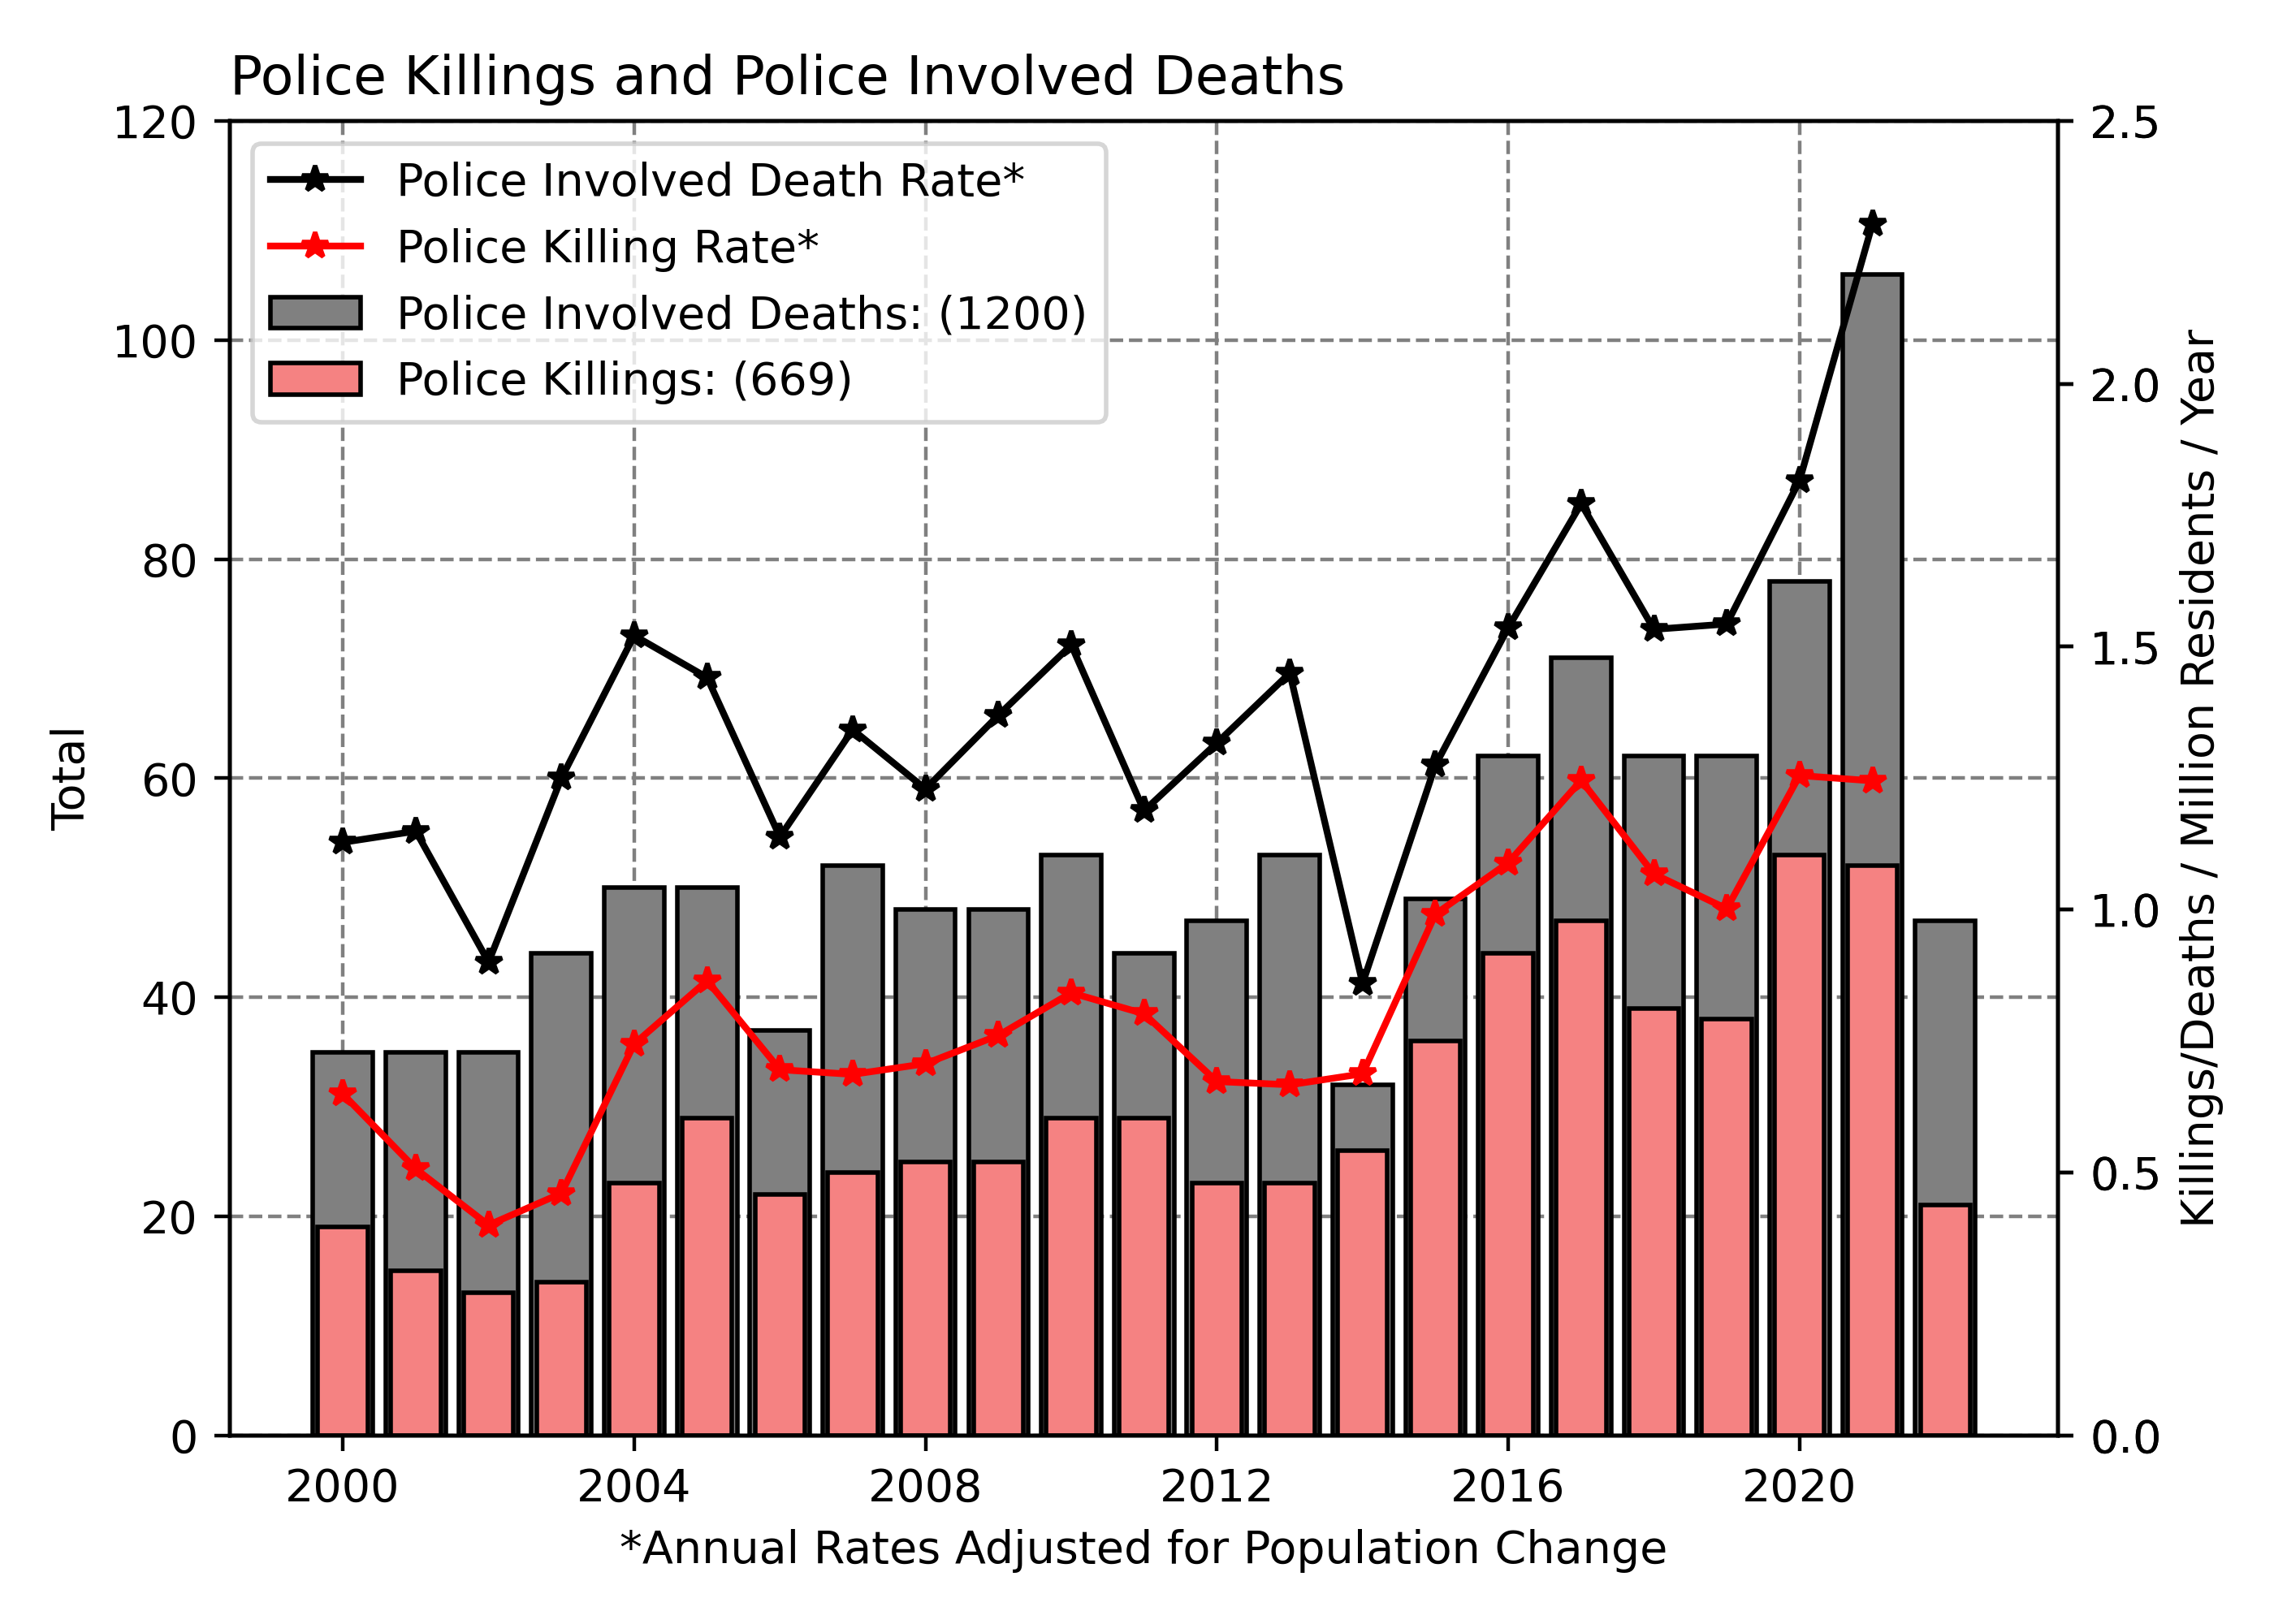 Police Killings and Police Involved Deaths
120
100
80
60
40
20
0
Total
Police Involved Death Rate*
Police Killing Rate*
Police Involved Deaths: (1200)
Police Killings: (669)
2.5
2.0
1.5
1.0
0.5
0.0
Killings/Deaths / Million Residents / Year
2000 2004 2008 2012 2016 2020
*Annual Rates Adjusted for Population Change